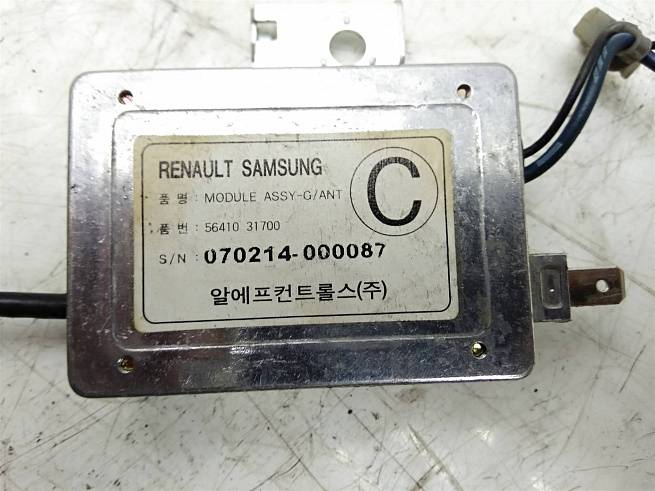 RENAULT SAMSUNG
C
품 명 : MODULE ASSY-G/ANT
품 번 : 56410 31700
S/N : 070214-000087
알에프컨트롤스(주)